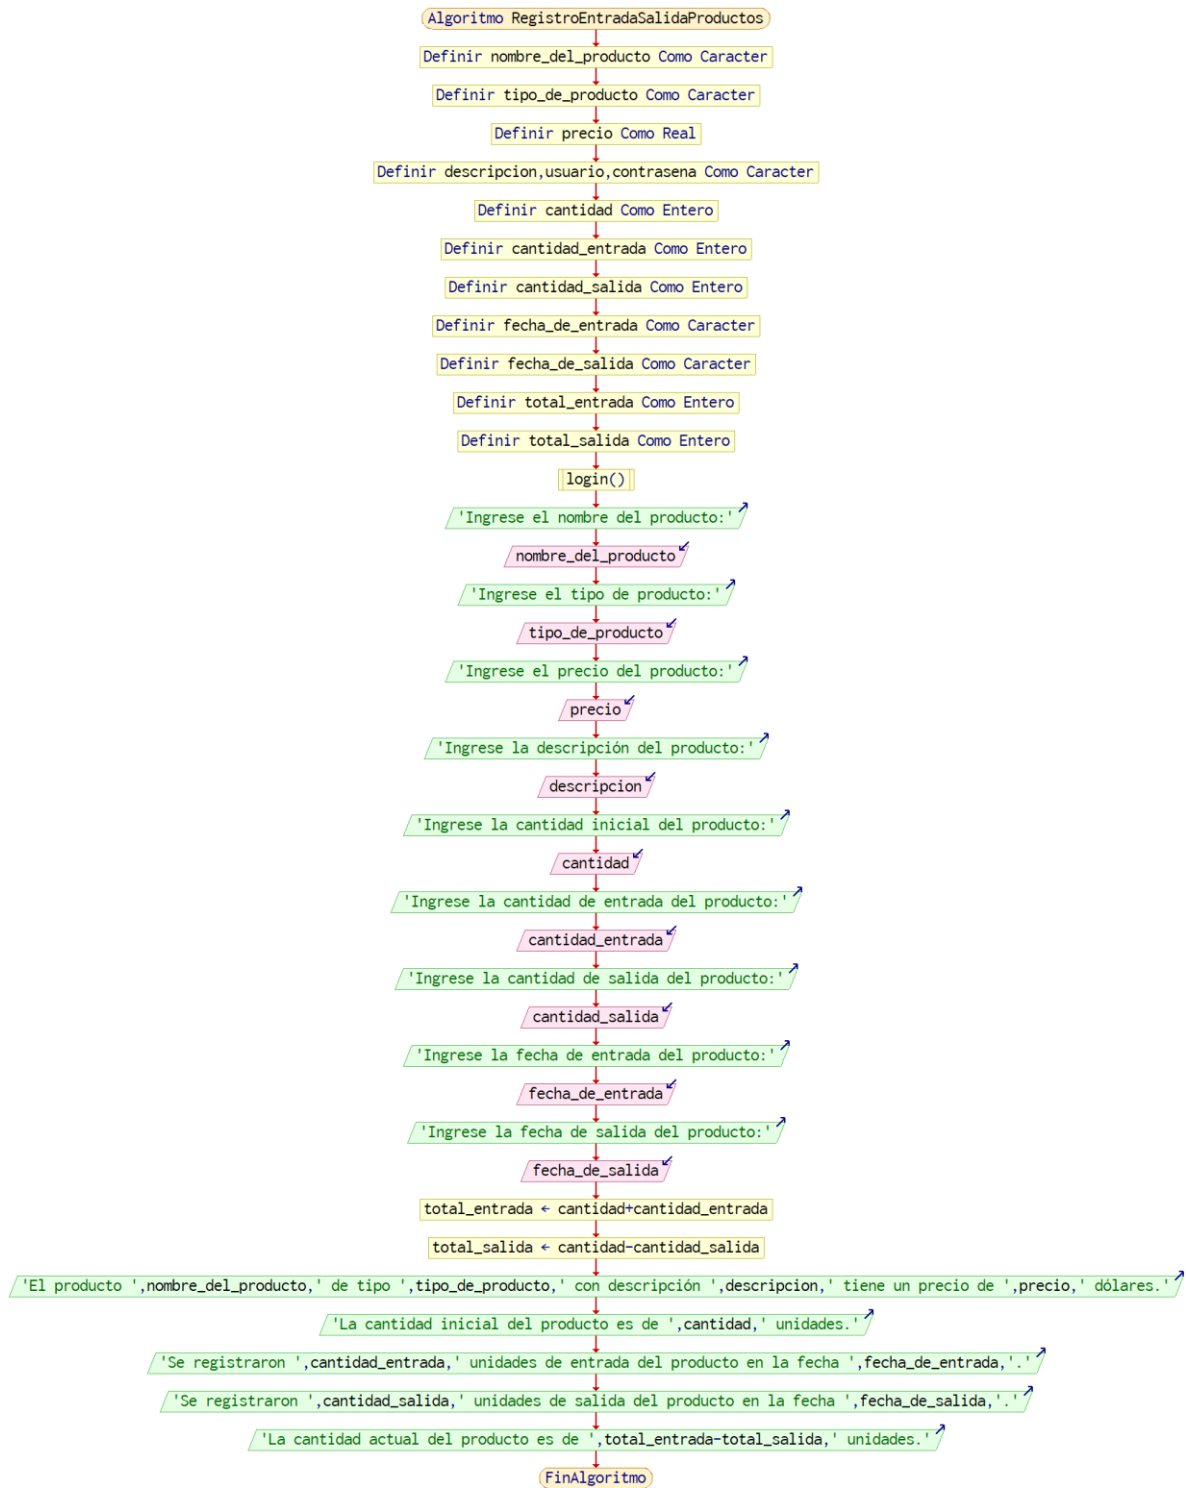 Algoritmo RegistroEntradaSalidaProductos
Definir nombre_del_producto Como Caracter
Definir tipo_de_producto Como Caracter
Definir precio Como Real
Definir descripcion,usuario,contrasena Como Caracter
Definir cantidad Como Entero
Definir cantidad_entrada Como Entero
Definir cantidad_salida Como Entero
Definir fecha_de_entrada Como Caracter
Definir fecha_de_salida Como Caracter
Definir total_entrada Como Entero
Definir total_salida Como Entero
login()
'Ingrese el nombre del producto:'
nombre_del_producto
'Ingrese el tipo de producto:'
tipo_de_producto
'Ingrese el precio del producto:'
precio
'Ingrese la descripción del producto:'
descripcion
'Ingrese la cantidad inicial del producto:'
cantidad
'Ingrese la cantidad de entrada del producto:'
cantidad_entrada
'Ingrese la cantidad de salida del producto:'
cantidad_salida
'Ingrese la fecha de entrada del producto:'
fecha_de_entrada
'Ingrese la fecha de salida del producto:'
fecha_de_salida
total_entrada ← cantidad+cantidad_entrada
total_salida ← cantidad-cantidad_salida
'El producto ',nombre_del_producto,' de tipo ',tipo_de_producto,' con descripción ',descripcion,' tiene un precio de ',precio,' dólares.'
'La cantidad inicial del producto es de ',cantidad,' unidades.'
'Se registraron ',cantidad_entrada,' unidades de entrada del producto en la fecha ',fecha_de_entrada,'.'
'Se registraron ',cantidad_salida,' unidades de salida del producto en la fecha ',fecha_de_salida,'.'
'La cantidad actual del producto es de ',total_entrada-total_salida,' unidades.'
FinAlgoritmo